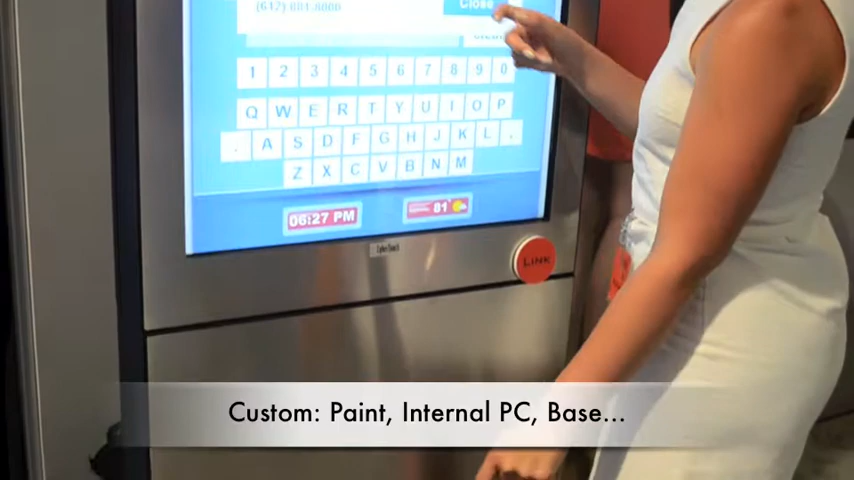 (612) 881-8000
Close
1 2 3 4 5 6 7 8 9 0
Q W E R T Y U I O P
. A S D F G H J K L ,
Z X C V B N M
06:27 PM
81
CyberTouch
LINK
Custom: Paint, Internal PC, Base...